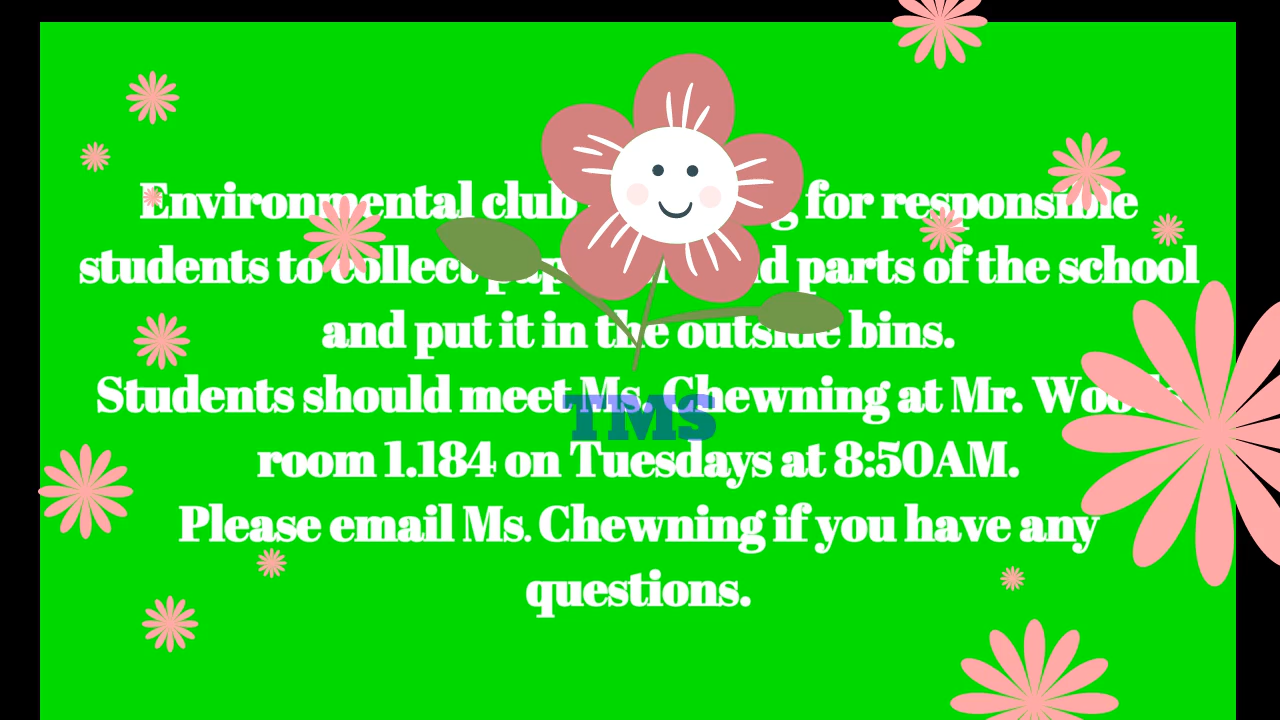 Environmental club for responsible
students to collect parts of the school
and put it in the outside bins.
Students should meet Ms. Chewning at Mr.
TMS
room 1.184 on Tuesdays at 8:50AM.
Please email Ms. Chewning if you have any
questions.